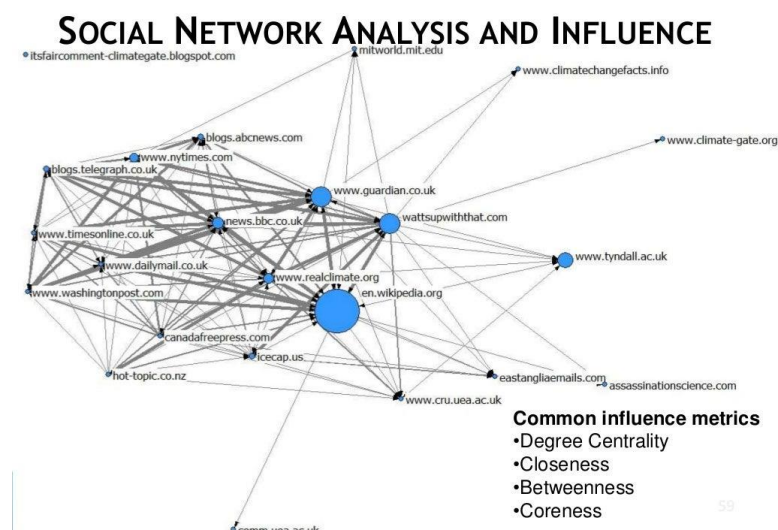 SOCIAL NETWORK ANALYSIS AND INFLUENCE
itsfaircomment-climategate.blogspot.com
mitworld.mit.edu
www.climatechangefacts.info
blogs.abcnews.com
www.climate-gate.org
www.nytimes.com
blogs.telegraph.co.uk
www.guardian.co.uk
wattsupwiththat.com
news.bbc.co.uk
www.timesonline.co.uk
www.tyndall.ac.uk
www.dailymail.co.uk
www.realclimate.org
www.washingtonpost.com
en.wikipedia.org
canadafreepress.com
icecap.us
hot-topic.co.nz
eastangliaemails.com
assassinationscience.com
www.cru.uea.ac.uk
Common influence metrics
•Degree Centrality
•Closeness
•Betweenness
•Coreness
59
comm.uea.ac.uk